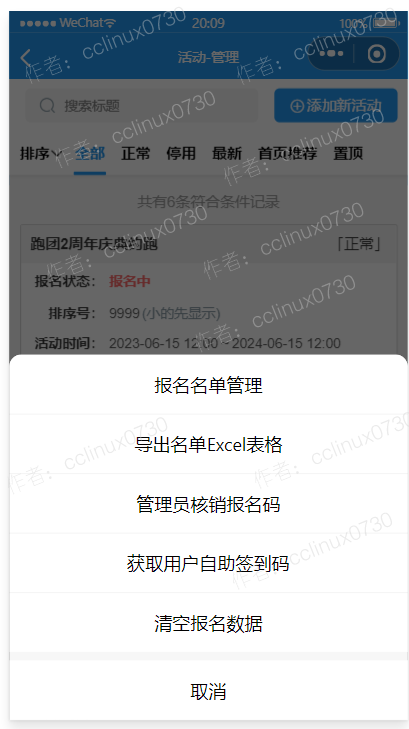 WeChat 20:09 100%
活动-管理
搜索标题
添加新活动
排序 全部 正常 停用 最新 首页推荐 置顶
共有6条符合条件记录
跑团2周年庆典约跑 「正常」
报名状态: 报名中
排序号: 9999 (小的先显示)
活动时间: 2023-06-15 12:00 ~ 2024-06-15 12:00
报名名单管理
导出名单Excel表格
管理员核销报名码
获取用户自助签到码
清空报名数据
取消
作者: cclinux0730
作者: cclinux0730
作者: cclinux0730
作者: cclinux0730
作者: cclinux0730
作者: cclinux0730
作者: cclinux0730
作者: cclinux0730
作者: cclinux0730